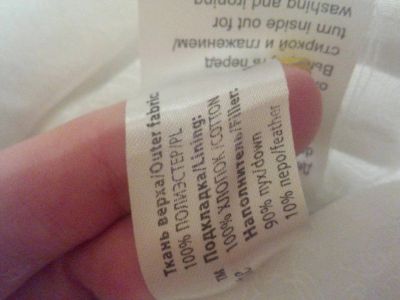 Ткань верха/Outer fabric
100% ПОЛИЭСТЕР/PL
Подкладка/Lining:
100% ХЛОПОК /COTTON
Наполнитель/Filler:
90% пух/down
10% перо/feather
перед
стиркой и глажением/
turn inside out for
washing and ironing